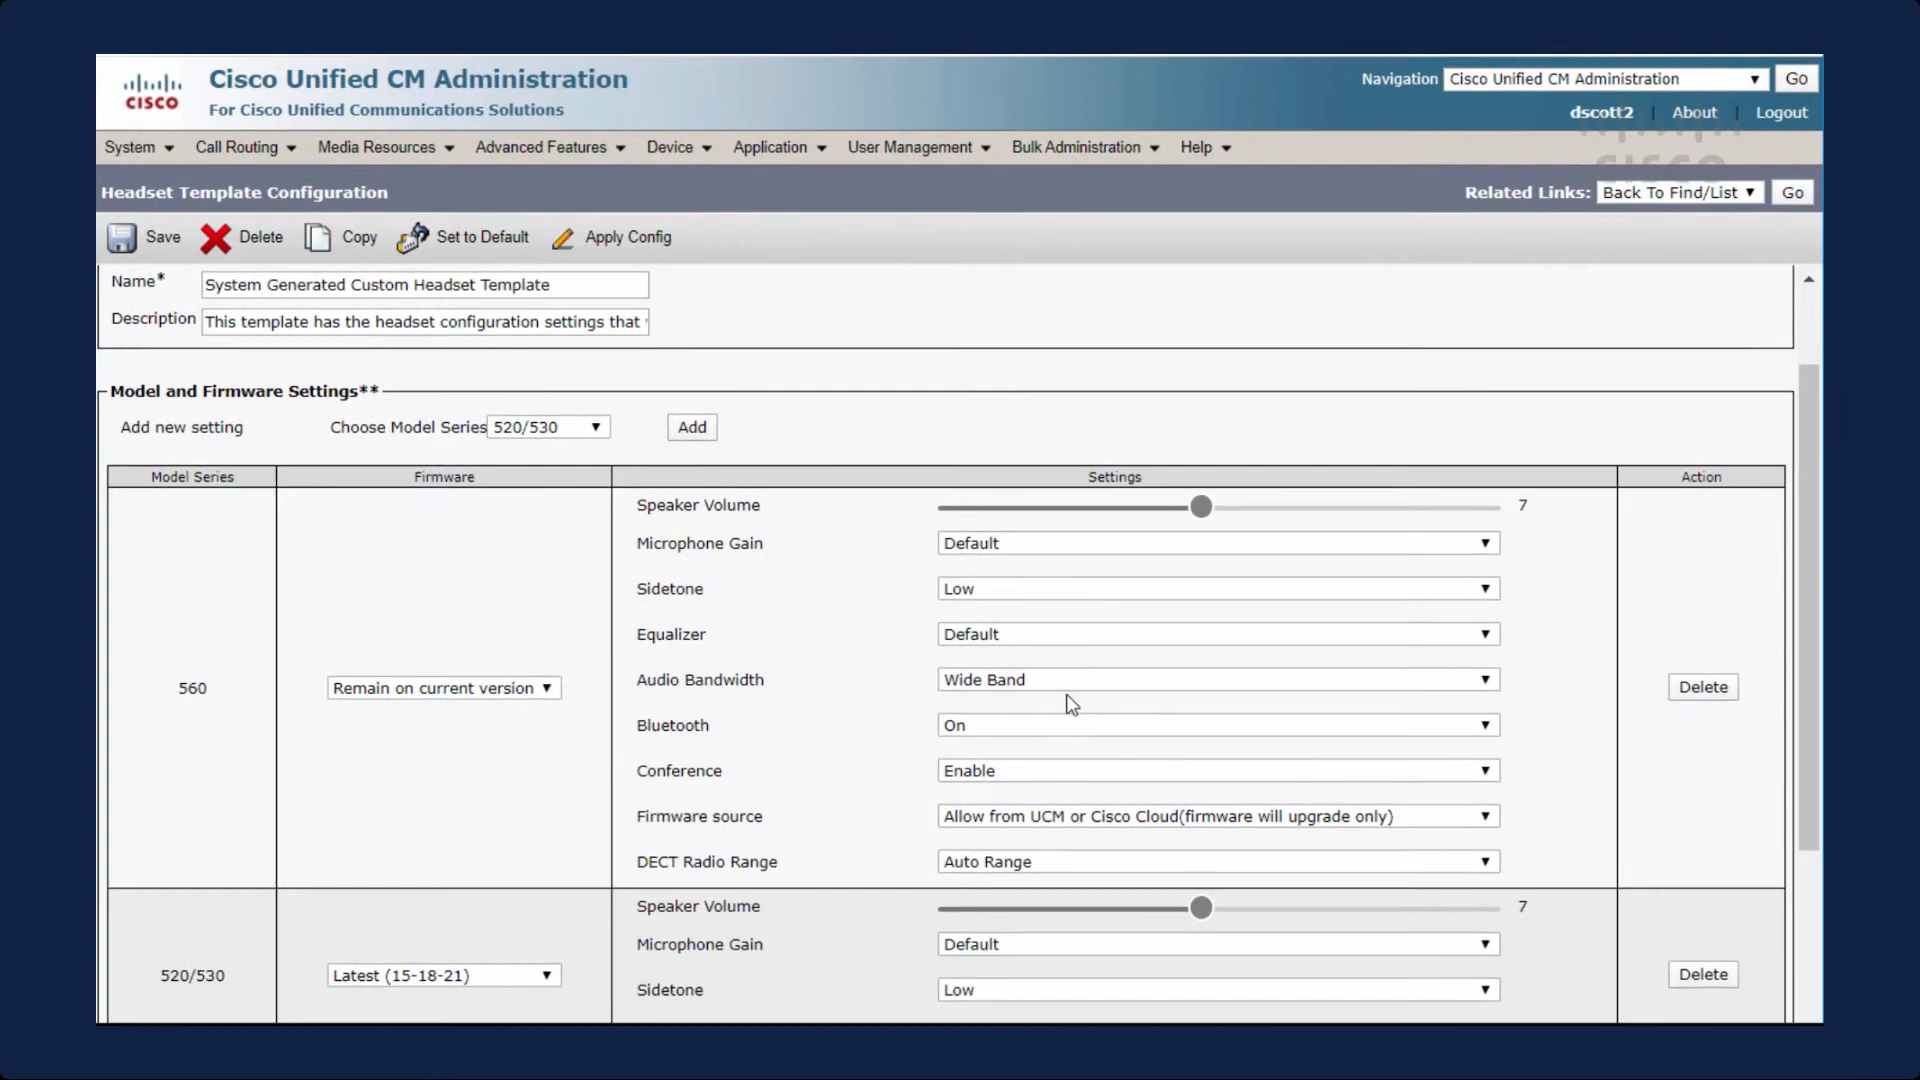 CISCO
Cisco Unified CM Administration
For Cisco Unified Communications Solutions
Navigation Cisco Unified CM Administration Go
dscott2 | About | Logout
System Call Routing Media Resources Advanced Features Device Application User Management Bulk Administration Help
Headset Template Configuration
Related Links: Back To Find/List Go
Save Delete Copy Set to Default Apply Config
Name* System Generated Custom Headset Template
Description This template has the headset configuration settings that
Model and Firmware Settings**
Add new setting Choose Model Series 520/530 Add
Model Series Firmware Settings Action
Speaker Volume 7
Microphone Gain Default
Sidetone Low
Equalizer Default
Audio Bandwidth Wide Band
560 Remain on current version Delete
Bluetooth On
Conference Enable
Firmware source Allow from UCM or Cisco Cloud(firmware will upgrade only)
DECT Radio Range Auto Range
Speaker Volume 7
Microphone Gain Default
520/530 Latest (15-18-21) Delete
Sidetone Low